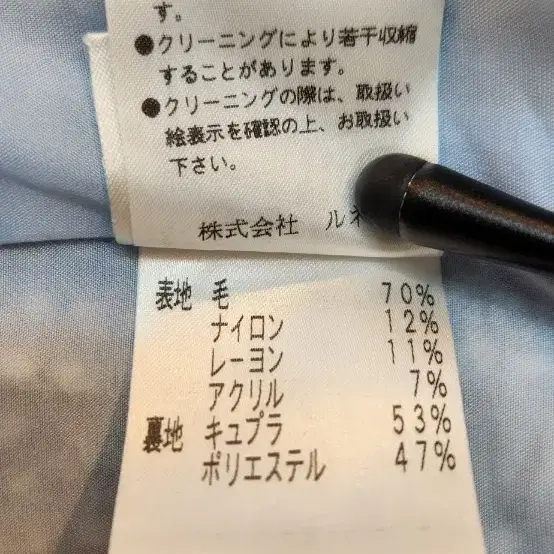 す。
●クリーニングにより若干収縮
することがあります。
●クリーニングの際は、取扱い
絵表示を確認の上、お取扱い
下さい。
株式会社 ルネ
表地 毛 70%
ナイロン 12%
レーヨン 11%
アクリル 7%
裏地 キュプラ 53%
ポリエステル 47%